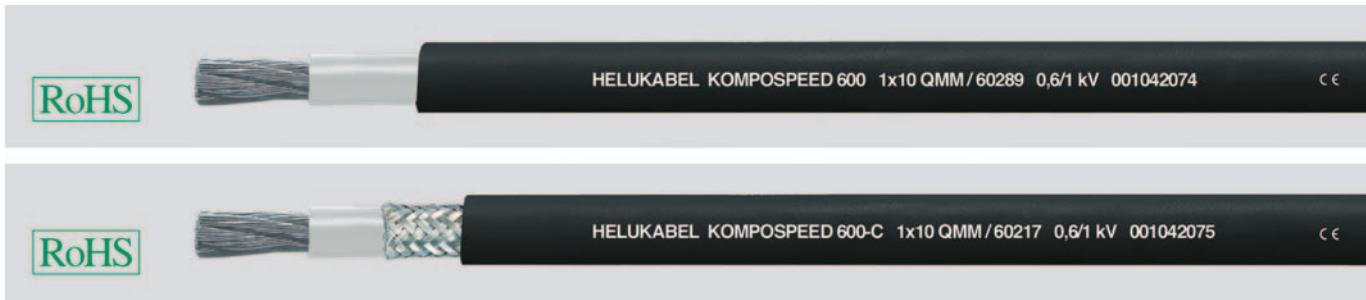 HELUKABEL KOMPOSPEED 600 1x10 QMM / 60289 0,6/1 kV 001042074 CE
RoHS
HELUKABEL KOMPOSPEED 600-C 1x10 QMM / 60217 0,6/1 kV 001042075 CE
RoHS